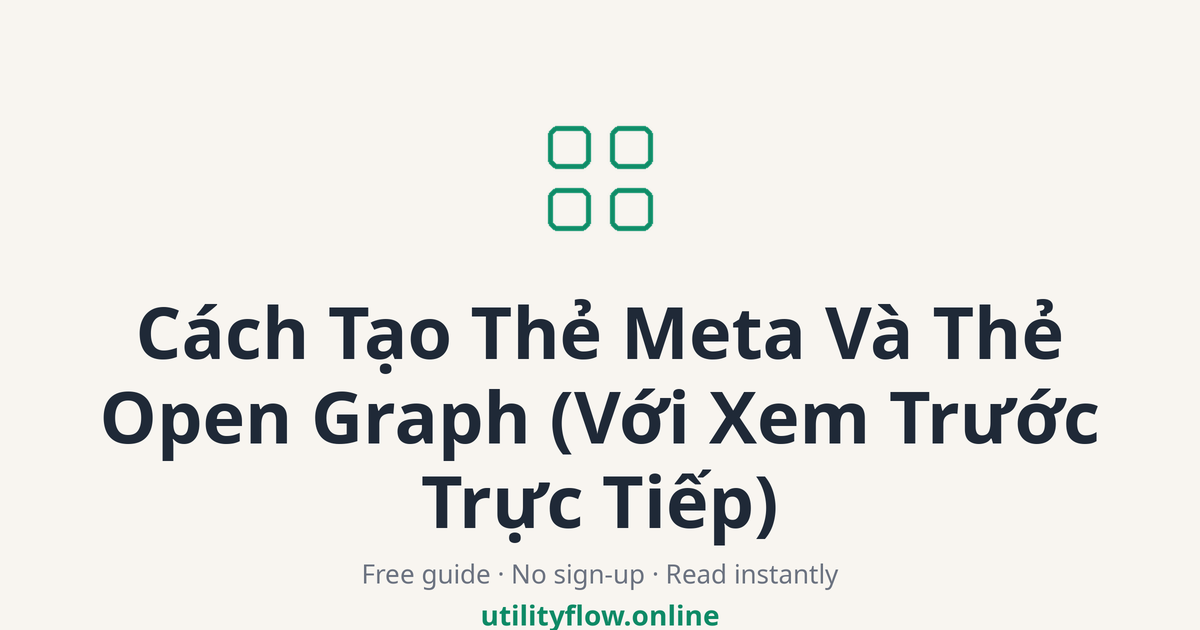 Cách Tạo Thẻ Meta Và Thẻ
Open Graph (Với Xem Trước
Trực Tiếp)
Free guide · No sign-up · Read instantly
utilityflow.online